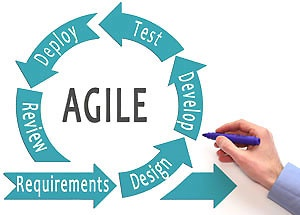 AGILE
Requirements
Design
Develop
Test
Deploy
Review